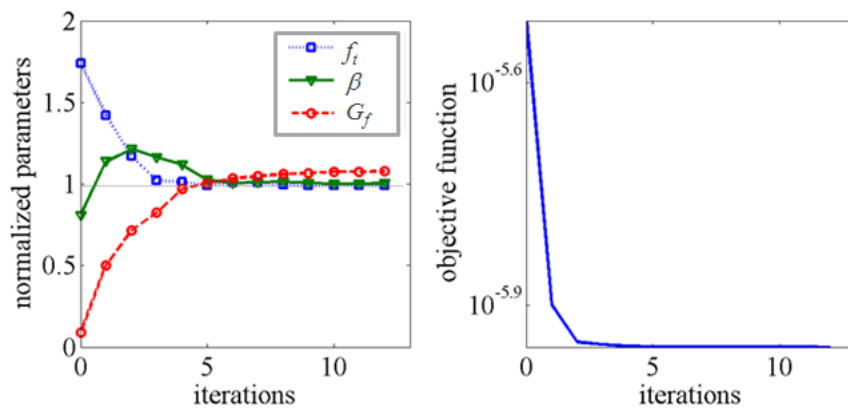 2
1.5
1
0.5
0
0
5
10
normalized parameters
iterations
f_t
β
G_f
10^-5.6
10^-5.9
0
5
10
objective function
iterations